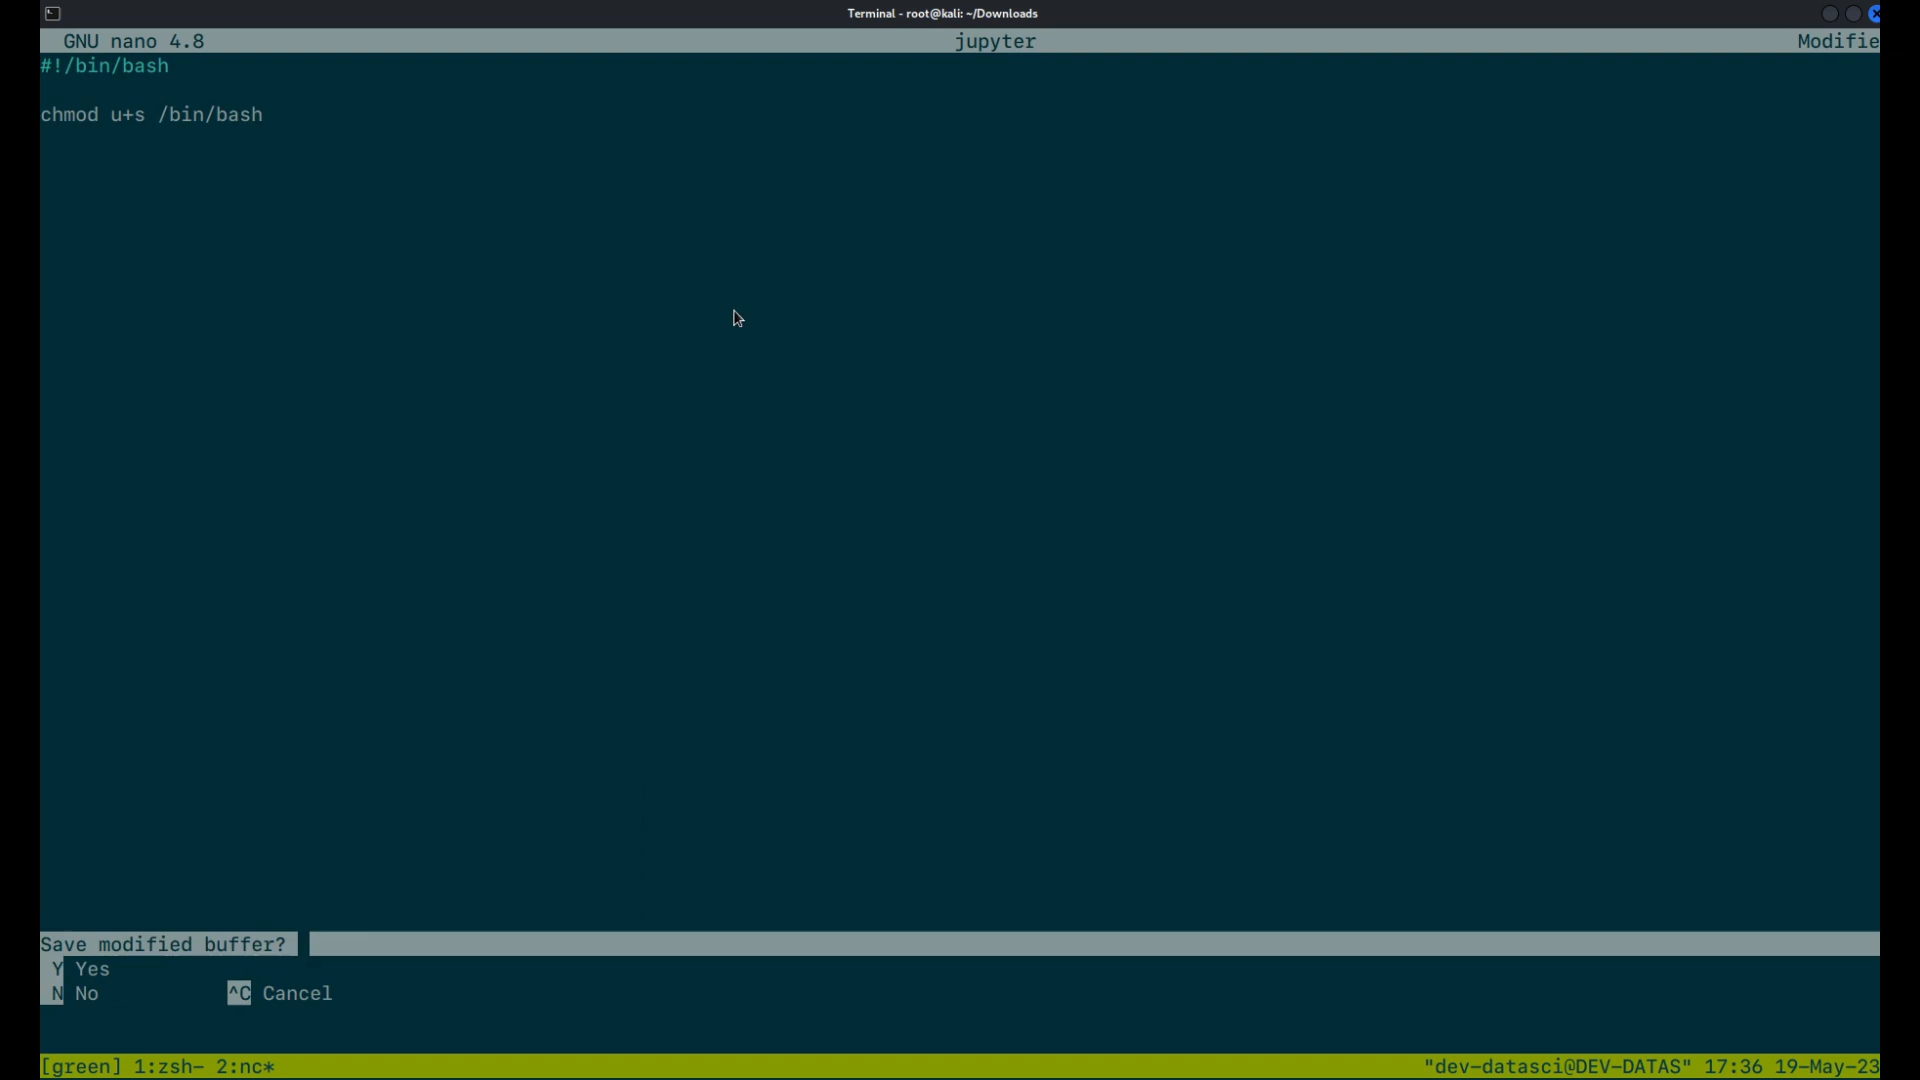 Terminal - root@kali: ~/Downloads
GNU nano 4.8 jupyter Modifie
#!/bin/bash
chmod u+s /bin/bash
Save modified buffer?
Y Yes
N No ^C Cancel
[green] 1:zsh- 2:nc* "dev-datasci@DEV-DATAS" 17:36 19-May-23